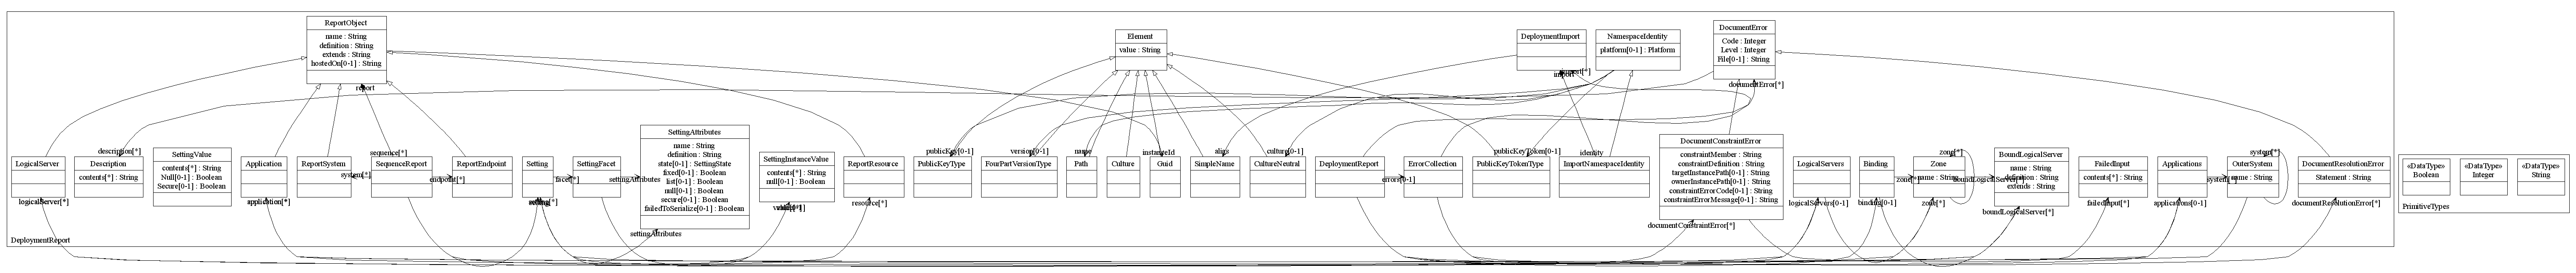 ReportObject
name : String
definition : String
extends : String
hostedOn[0-1] : String
Element
value : String
DeploymentImport
NamespaceIdentity
platform[0-1] : Platform
DocumentError
Code : Integer
Level : Integer
File[0-1] : String
report
import
documentError[*]
LogicalServer
logicalServer[*]
description[*]
Description
contents[*] : String
SettingValue
contents[*] : String
Null[0-1] : Boolean
Secure[0-1] : Boolean
Application
application[*]
ReportSystem
system[*]
sequence[*]
SequenceReport
endpoint[*]
ReportEndpoint
Setting
setting
facet[*]
SettingFacet
settingAttributes
SettingAttributes
name : String
definition : String
state[0-1] : SettingState
fixed[0-1] : Boolean
list[0-1] : Boolean
null[0-1] : Boolean
secure[0-1] : Boolean
failedToSerialize[0-1] : Boolean
settingAttributes
SettingInstanceValue
contents[*] : String
null[0-1] : Boolean
ReportResource
resource[*]
publicKey[0-1]
PublicKeyType
version[0-1]
FourPartVersionType
name
Path
Culture
instanceId
Guid
alias
SimpleName
culture[0-1]
CultureNeutral
DeploymentReport
errors[0-1]
ErrorCollection
publicKeyToken[0-1]
PublicKeyTokenType
identity
ImportNamespaceIdentity
DocumentConstraintError
constraintMember : String
constraintDefinition : String
targetInstancePath[0-1] : String
ownerInstancePath[0-1] : String
constraintErrorCode[0-1] : String
constraintErrorMessage[0-1] : String
documentConstraintError[*]
LogicalServers
logicalServers[0-1]
Binding
binding[0-1]
zone[*]
zone[*]
Zone
name : String
zone[*]
boundLogicalServer[*]
BoundLogicalServer
name : String
definition : String
extends : String
boundLogicalServer[*]
FailedInput
contents[*] : String
failedInput[*]
Applications
applications[0-1]
system[*]
system[*]
OuterSystem
name : String
DocumentResolutionError
Statement : String
documentResolutionError[*]
DeploymentReport
«DataType»
Boolean
«DataType»
Integer
«DataType»
String
PrimitiveTypes